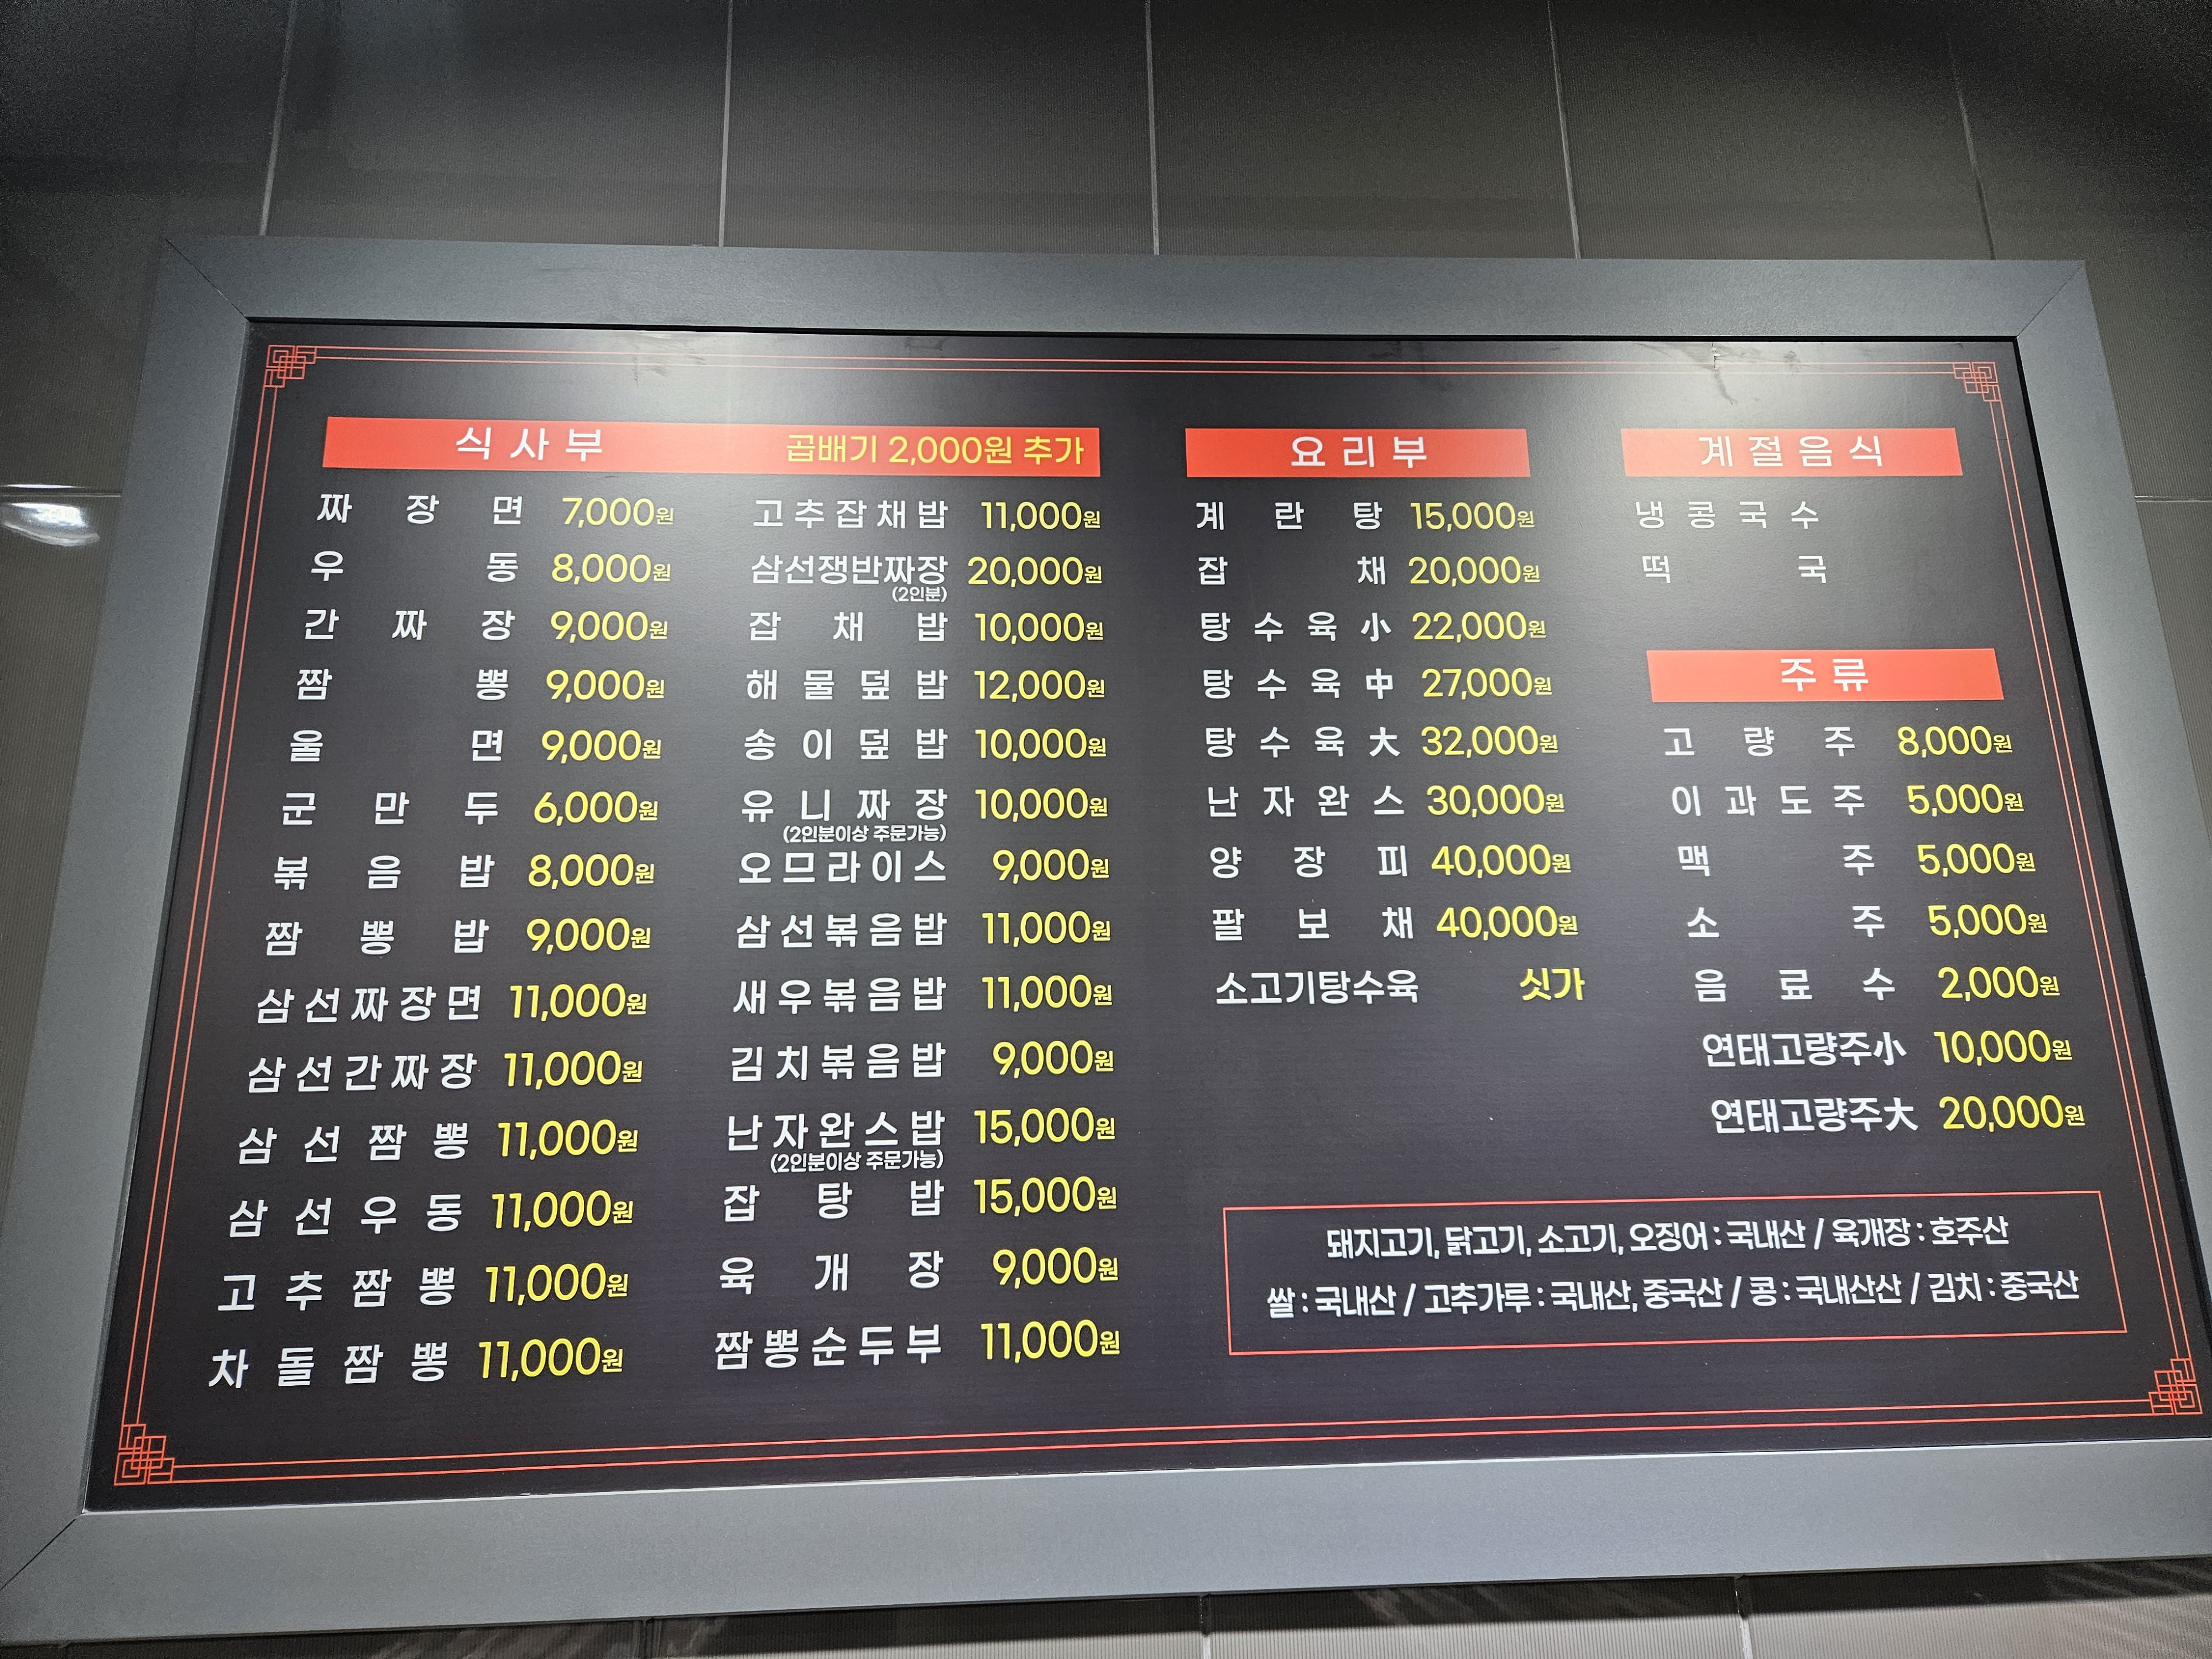 식사부 곱배기 2,000원 추가
짜장면 7,000원
우동 8,000원
간짜장 9,000원
짬뽕 9,000원
울면 9,000원
군만두 6,000원
볶음밥 8,000원
짬뽕밥 9,000원
삼선짜장면 11,000원
삼선간짜장 11,000원
삼선짬뽕 11,000원
삼선우동 11,000원
고추짬뽕 11,000원
차돌짬뽕 11,000원
고추잡채밥 11,000원
삼선쟁반짜장 20,000원
(2인분)
잡채밥 10,000원
해물덮밥 12,000원
송이덮밥 10,000원
유니짜장 10,000원
(2인분이상 주문가능)
오므라이스 9,000원
삼선볶음밥 11,000원
새우볶음밥 11,000원
김치볶음밥 9,000원
난자완스밥 15,000원
(2인분이상 주문가능)
잡탕밥 15,000원
육개장 9,000원
짬뽕순두부 11,000원
요리부
계란탕 15,000원
잡채 20,000원
탕수육小 22,000원
탕수육中 27,000원
탕수육大 32,000원
난자완스 30,000원
양장피 40,000원
팔보채 40,000원
소고기탕수육 싯가
계절음식
냉콩국수
떡국
주류
고량주 8,000원
이과도주 5,000원
맥주 5,000원
소주 5,000원
음료수 2,000원
연태고량주小 10,000원
연태고량주大 20,000원
돼지고기, 닭고기, 소고기, 오징어 : 국내산 / 육개장 : 호주산
쌀 : 국내산 / 고추가루 : 국내산, 중국산 / 콩 : 국내산산 / 김치 : 중국산